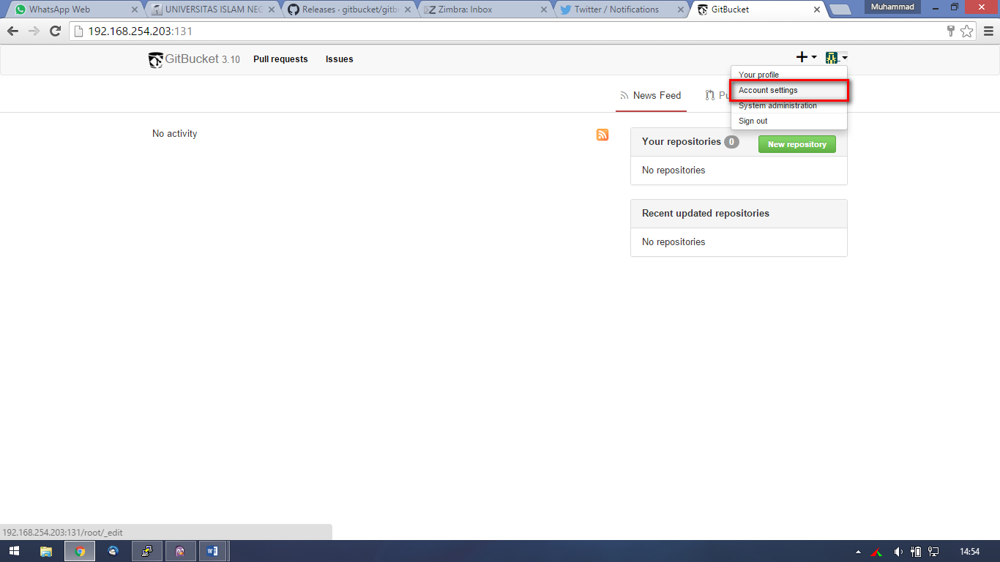 WhatsApp Web
UNIVERSITAS ISLAM NEG
Releases · gitbucket/gitb
Zimbra: Inbox
Twitter / Notifications
GitBucket
Muhammad
192.168.254.203:131
GitBucket 3.10
Pull requests
Issues
Your profile
Account settings
System administration
Sign out
News Feed
Pu
No activity
Your repositories 0
New repository
No repositories
Recent updated repositories
No repositories
192.168.254.203:131/root/_edit
14:54